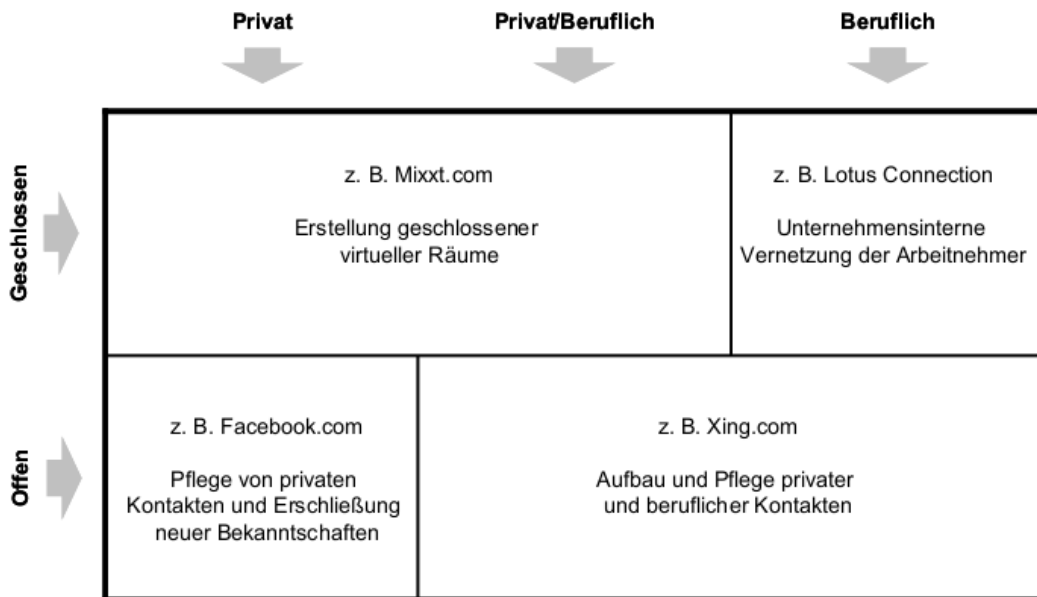 Privat
Privat/Beruflich
Beruflich
Geschlossen
z. B. Mixxt.com
Erstellung geschlossener
virtueller Räume
z. B. Lotus Connection
Unternehmensinterne
Vernetzung der Arbeitnehmer
Offen
z. B. Facebook.com
Pflege von privaten
Kontakten und Erschließung
neuer Bekanntschaften
z. B. Xing.com
Aufbau und Pflege privater
und beruflicher Kontakten